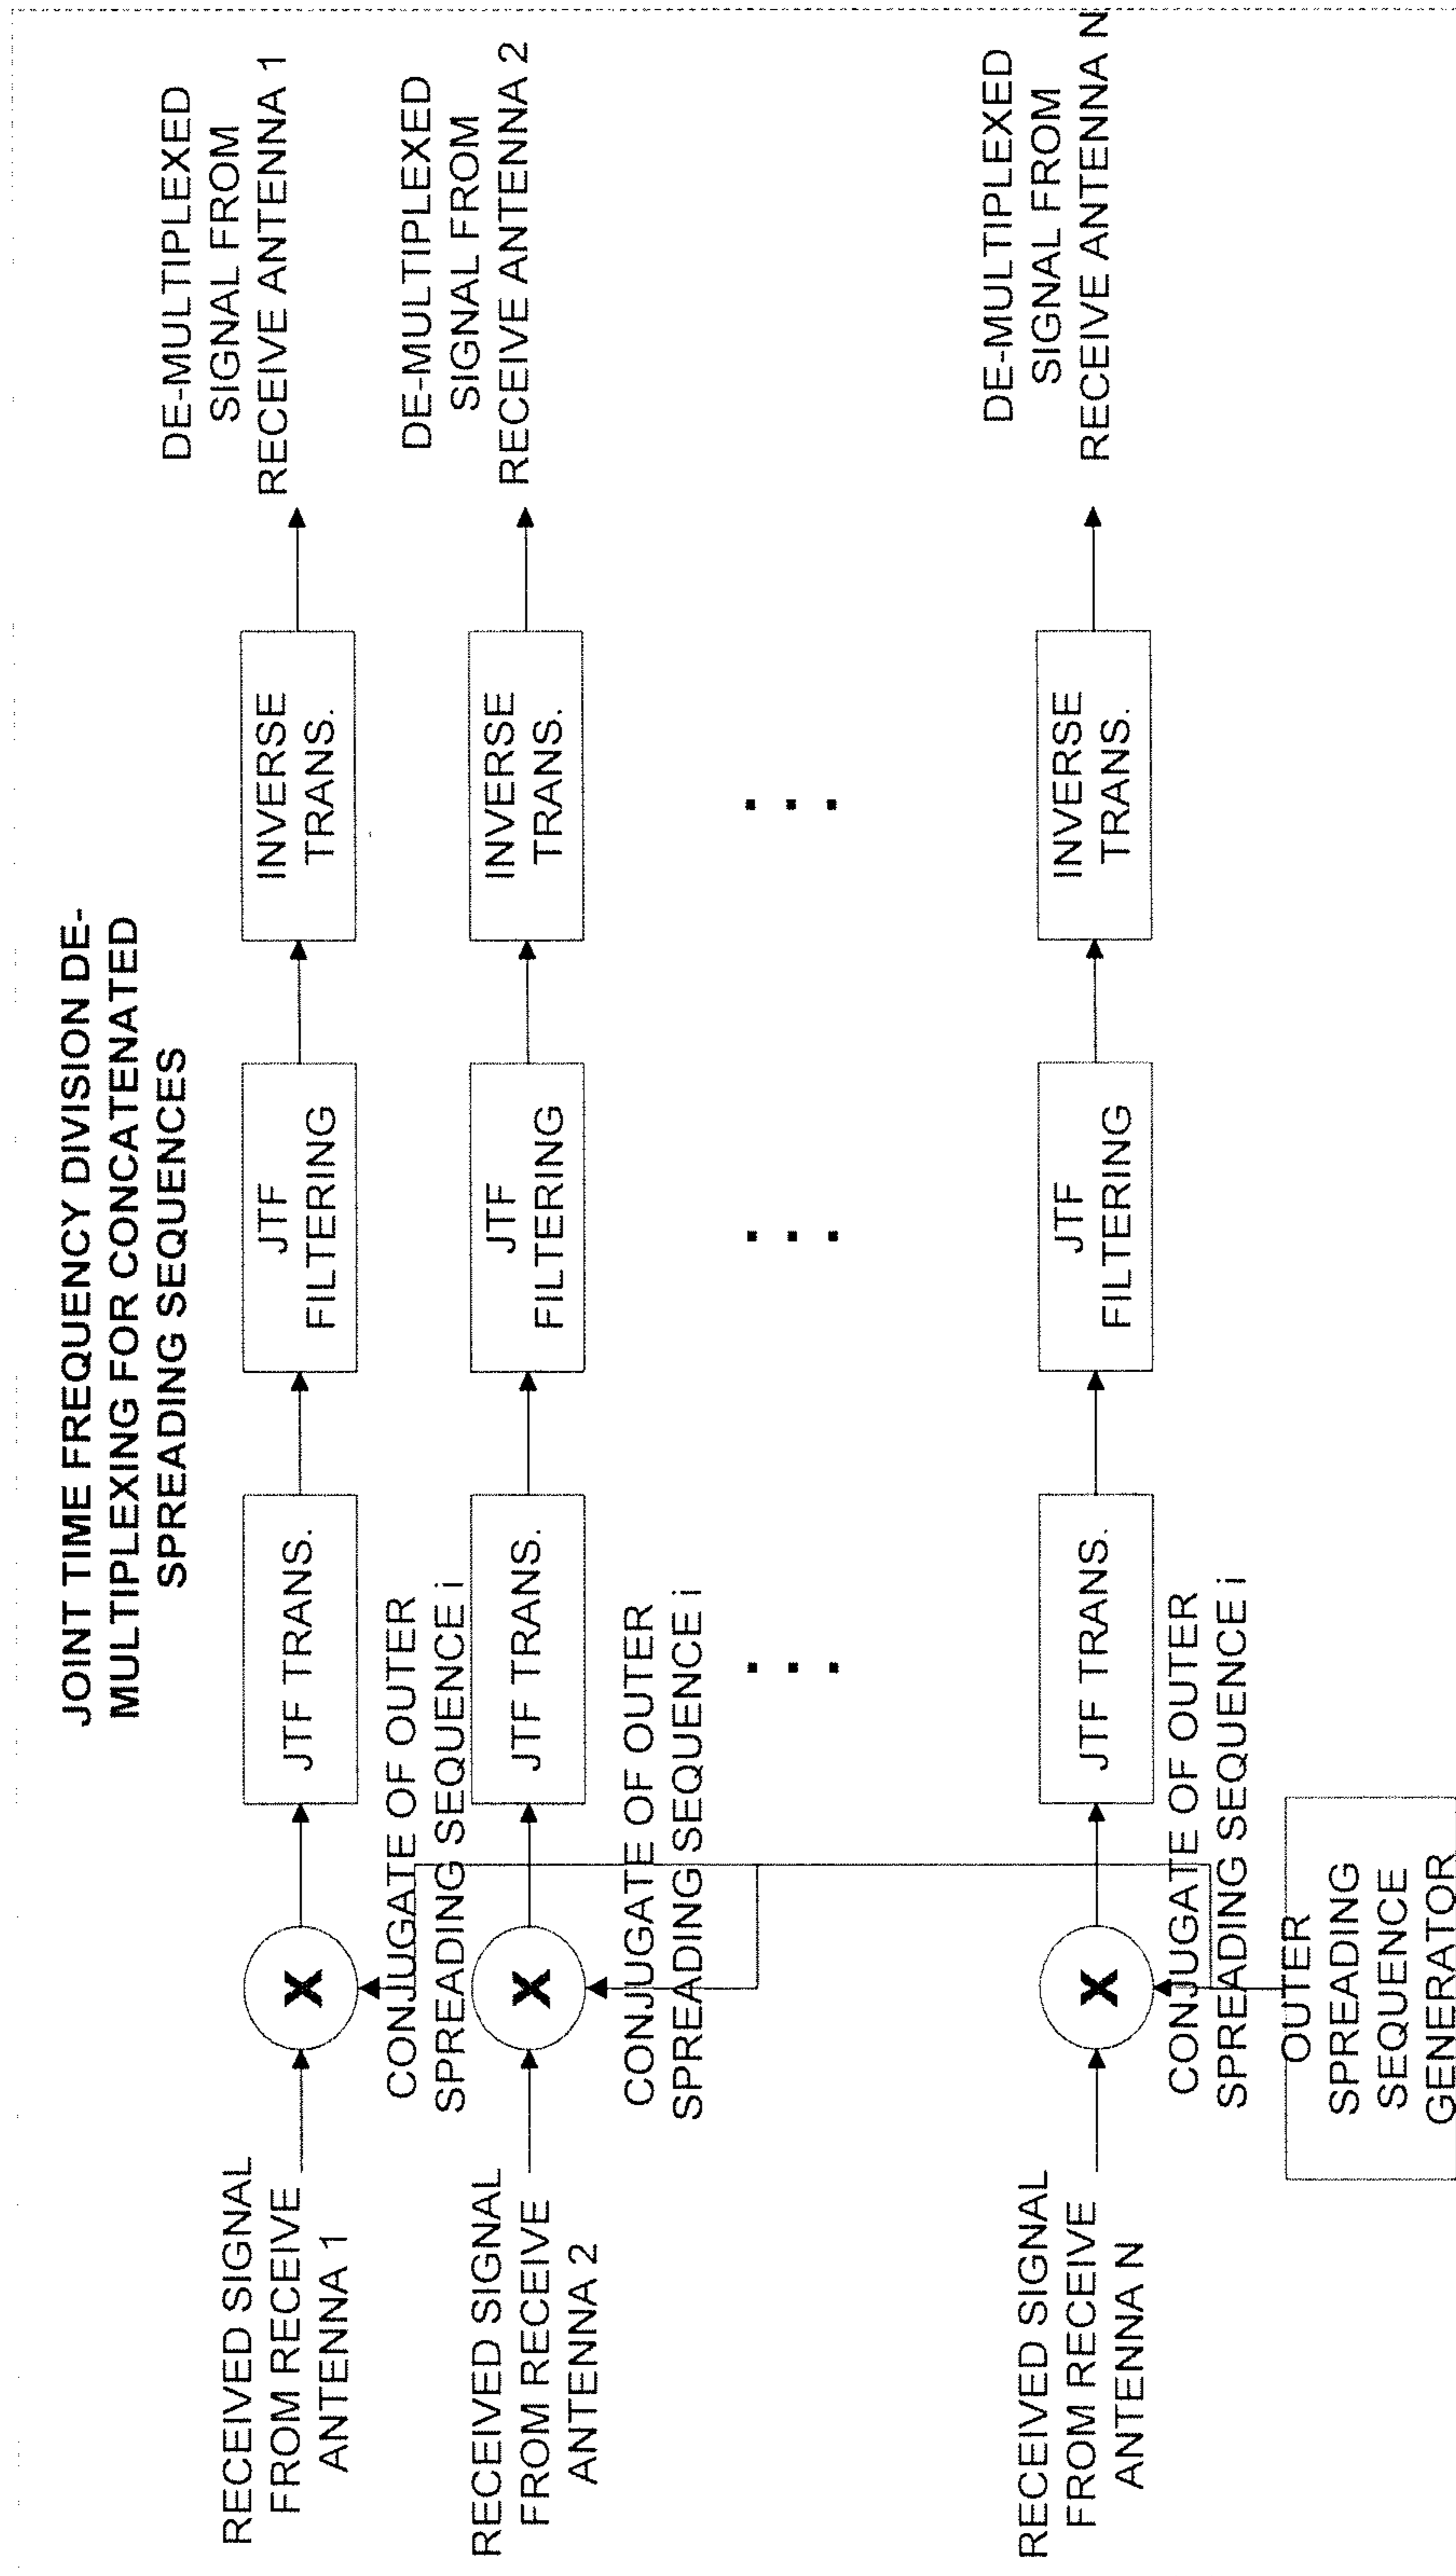 JOINT TIME FREQUENCY DIVISION DE-
MULTIPLEXING FOR CONCATENATED
SPREADING SEQUENCES
RECEIVED SIGNAL
FROM RECEIVE
ANTENNA 1
X
CONJUGATE OF OUTER
SPREADING SEQUENCE i
JTF TRANS.
JTF
FILTERING
INVERSE
TRANS.
DE-MULTIPLEXED
SIGNAL FROM
RECEIVE ANTENNA 1
RECEIVED SIGNAL
FROM RECEIVE
ANTENNA 2
X
CONJUGATE OF OUTER
SPREADING SEQUENCE i
JTF TRANS.
JTF
FILTERING
INVERSE
TRANS.
DE-MULTIPLEXED
SIGNAL FROM
RECEIVE ANTENNA 2
. . .
. . .
. . .
RECEIVED SIGNAL
FROM RECEIVE
ANTENNA N
X
CONJUGATE OF OUTER
SPREADING SEQUENCE i
JTF TRANS.
JTF
FILTERING
INVERSE
TRANS.
DE-MULTIPLEXED
SIGNAL FROM
RECEIVE ANTENNA N
OUTER
SPREADING
SEQUENCE
GENERATOR